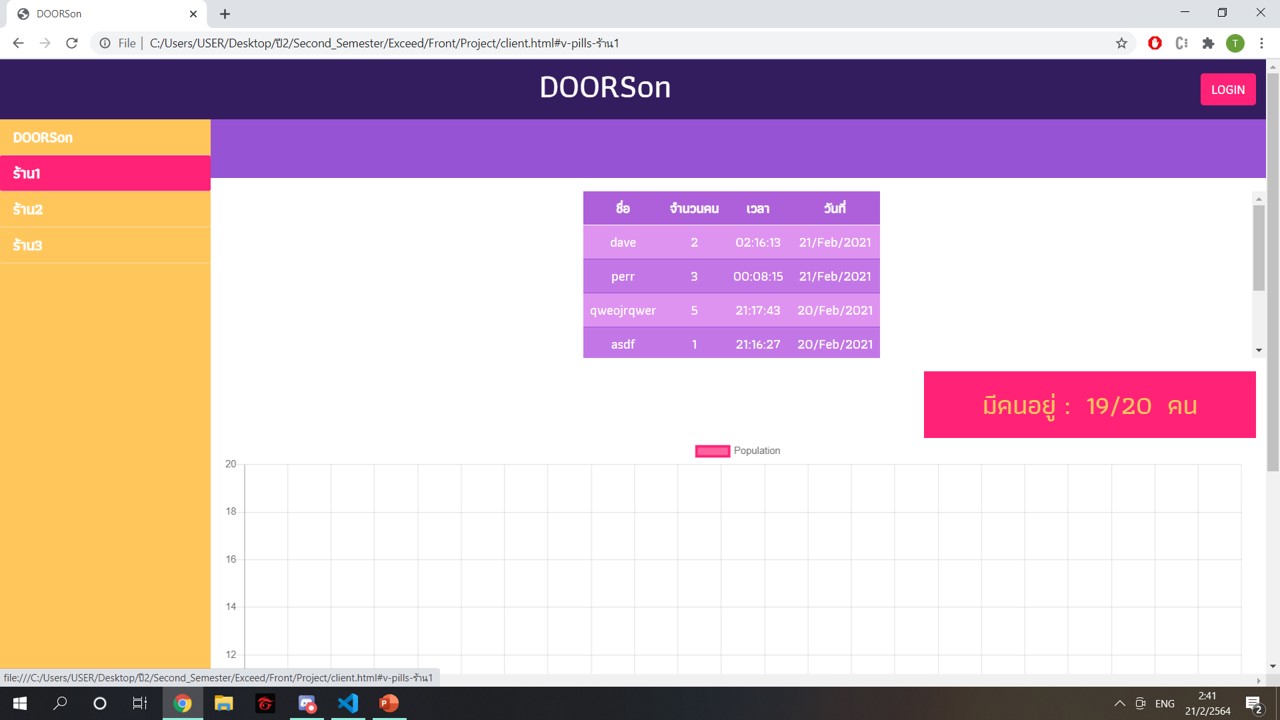 DOORSon
File
C:/Users/USER/Desktop/ปี2/Second_Semester/Exceed/Front/Project/client.html#v-pills-ร้าน1
T
DOORSon
LOGIN
DOORSon
ร้าน1
ร้าน2
ร้าน3
ชื่อ จำนวนคน เวลา วันที่
dave 2 02:16:13 21/Feb/2021
perr 3 00:08:15 21/Feb/2021
qweojrqwer 5 21:17:43 20/Feb/2021
asdf 1 21:16:27 20/Feb/2021
มีคนอยู่ : 19/20 คน
Population
20
18
16
14
12
file:///C:/Users/USER/Desktop/ปี2/Second_Semester/Exceed/Front/Project/client.html#v-pills-ร้าน1
ENG
2:41
21/2/2564
2